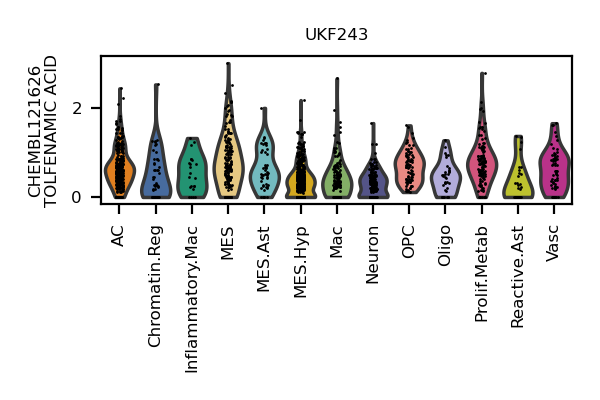 UKF243
CHEMBL121626
TOLFENAMIC ACID
2
0
AC
Chromatin.Reg
Inflammatory.Mac
MES
MES.Ast
MES.Hyp
Mac
Neuron
OPC
Oligo
Prolif.Metab
Reactive.Ast
Vasc